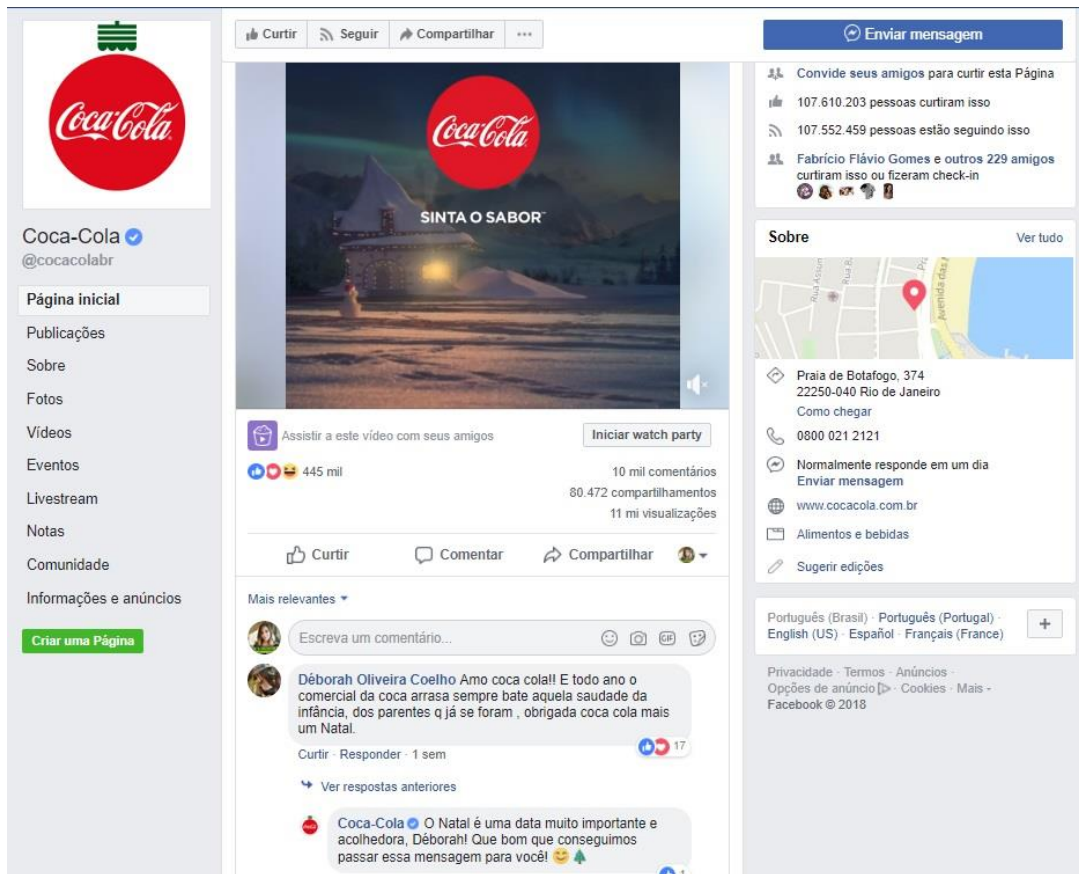 Coca-Cola
Coca-Cola
@cocacolabr
Página inicial
Publicações
Sobre
Fotos
Vídeos
Eventos
Livestream
Notas
Comunidade
Informações e anúncios
Criar uma Página
Curtir Seguir Compartilhar ...
Coca-Cola
SINTA O SABOR
Assistir a este vídeo com seus amigos Iniciar watch party
445 mil 10 mil comentários
80.472 compartilhamentos
11 mi visualizações
Curtir Comentar Compartilhar
Mais relevantes
Escreva um comentário... GIF
Déborah Oliveira Coelho Amo coca cola!! E todo ano o
comercial da coca arrasa sempre bate aquela saudade da
infância, dos parentes q já se foram , obrigada coca cola mais
um Natal.
17
Curtir · Responder · 1 sem
Ver respostas anteriores
Coca-Cola O Natal é uma data muito importante e
acolhedora, Déborah! Que bom que conseguimos
passar essa mensagem para você! 😊🌲
Enviar mensagem
Convide seus amigos para curtir esta Página
107.610.203 pessoas curtiram isso
107.552.459 pessoas estão seguindo isso
Fabrício Flávio Gomes e outros 229 amigos
curtiram isso ou fizeram check-in
Sobre Ver tudo
Avenida das
Praia de Botafogo, 374
22250-040 Rio de Janeiro
Como chegar
0800 021 2121
Normalmente responde em um dia
Enviar mensagem
www.cocacola.com.br
Alimentos e bebidas
Sugerir edições
Português (Brasil) · Português (Portugal) ·
English (US) · Español · Français (France)
+
Privacidade · Termos · Anúncios ·
Opções de anúncio · Cookies · Mais
Facebook © 2018